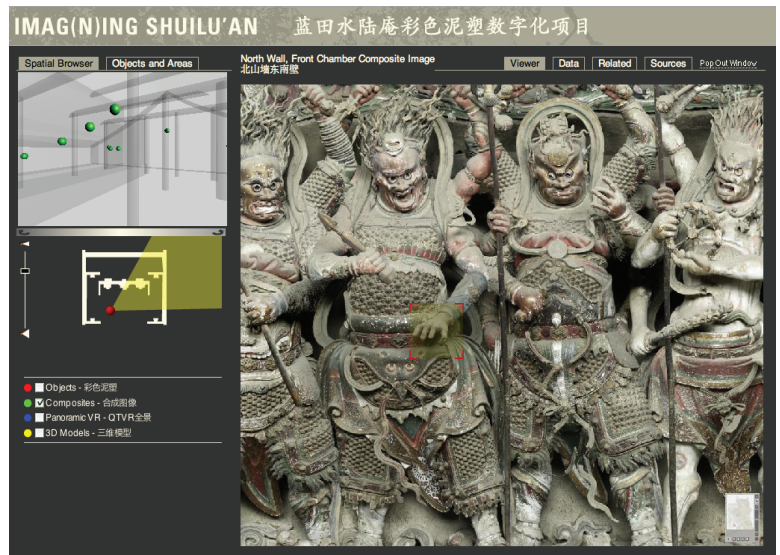 IMAG(N)ING SHUILU'AN 蓝田水陆庵彩色泥塑数字化项目
Spatial Browser Objects and Areas
North Wall, Front Chamber Composite Image
北山墙东南壁
Viewer Data Related Sources Pop Out Window
Objects - 彩色泥塑
Composites - 合成图像
Panoramic VR - QTVR全景
3D Models - 三维模型